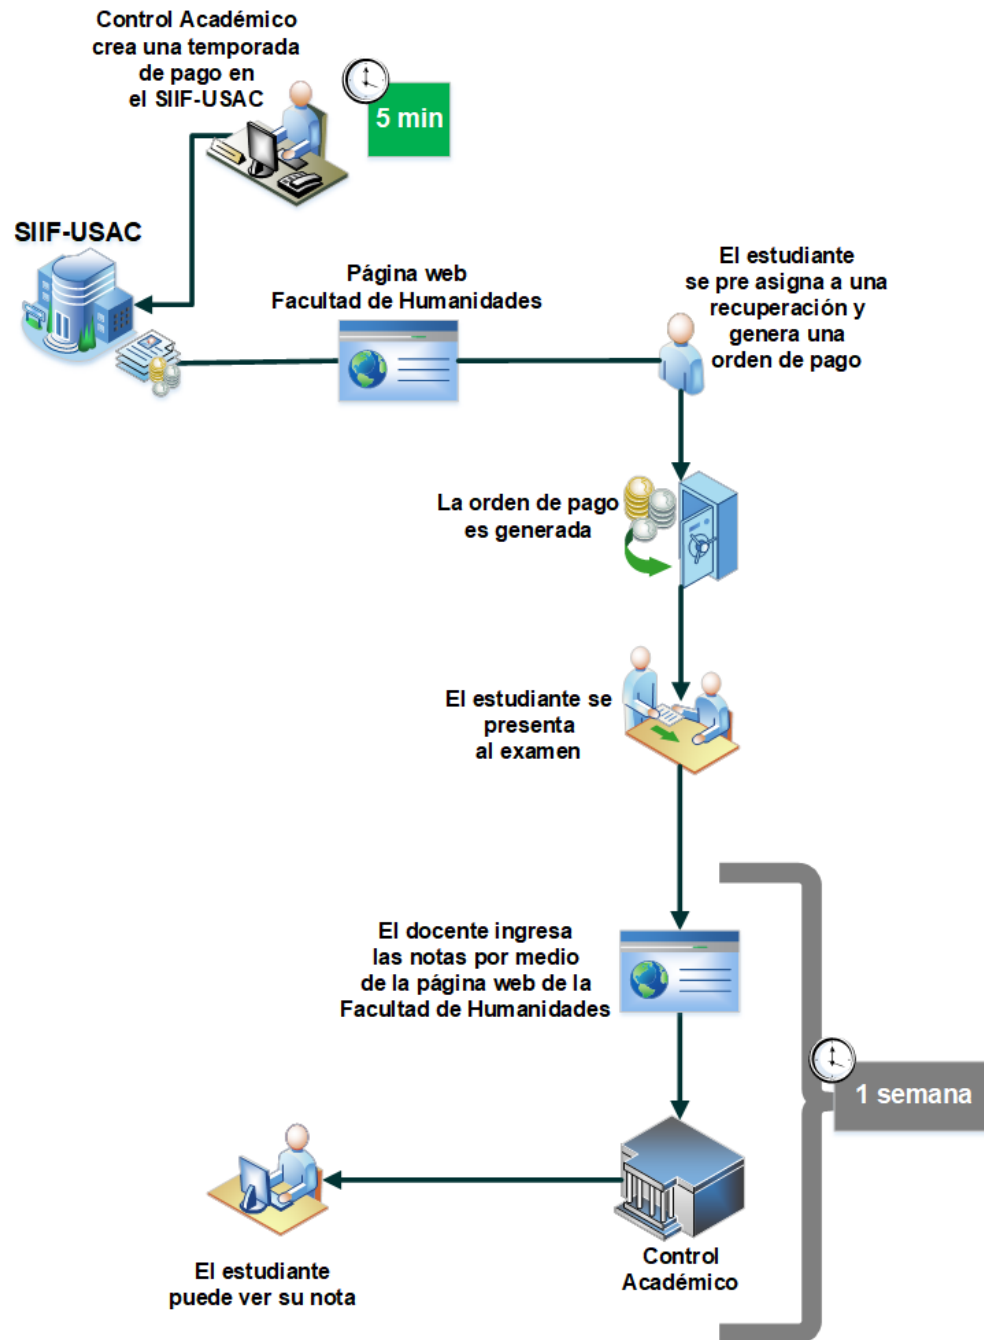 Control Académico
crea una temporada
de pago en
el SIIF-USAC
5 min
SIIF-USAC
Página web
Facultad de Humanidades
El estudiante
se pre asigna a una
recuperación y
genera una
orden de pago
La orden de pago
es generada
El estudiante se
presenta
al examen
El docente ingresa
las notas por medio
de la página web de la
Facultad de Humanidades
1 semana
Control
Académico
El estudiante
puede ver su nota